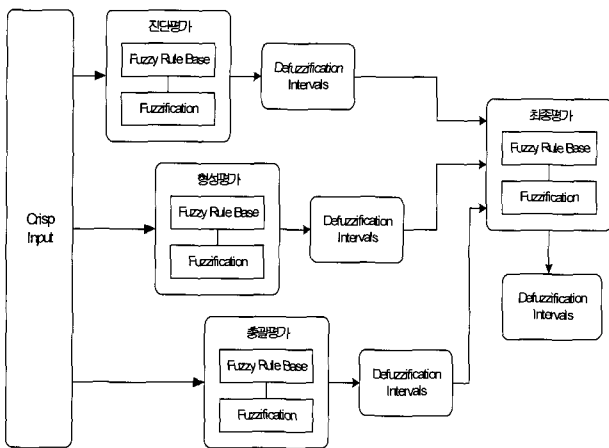 진단평가
Fuzzy Rule Base
Fuzzification
Defuzzification
Intervals
최종평가
Fuzzy Rule Base
Fuzzification
형성평가
Fuzzy Rule Base
Fuzzification
Defuzzification
Intervals
Crisp
Input
Defuzzification
Intervals
총괄평가
Fuzzy Rule Base
Fuzzification
Defuzzification
Intervals